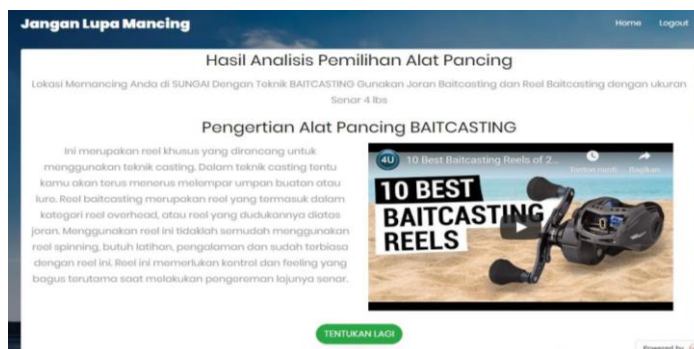 Jangan Lupa Mancing
Home Logout
Hasil Analisis Pemilihan Alat Pancing
Lokasi Memancing Anda di SUNGAI Dengan Teknik BAITCASTING Gunakan Joran Baitcasting dan Reel Baitcasting dengan ukuran
Senar 4 lbs
Pengertian Alat Pancing BAITCASTING
Ini merupakan reel khusus yang dirancang untuk
menggunakan teknik casting. Dalam teknik casting tentu
kamu akan terus menerus melempar umpan buatan atau
lure. Reel baitcasting merupakan reel yang termasuk dalam
kategori reel overhead, atau reel yang dudukannya diatas
joran. Menggunakan reel ini tidaklah semudah menggunakan
reel spinning, butuh latihan, pengalaman dan sudah terbiasa
dengan reel ini. Reel ini memerlukan kontrol dan feeling yang
bagus terutama saat melakukan pengereman lajunya senar.
4U 10 Best Baitcasting Reels of 2...
Tonton nanti Bagikan
10 BEST
BAITCASTING
REELS
TENTUKAN LAGI
Powered by